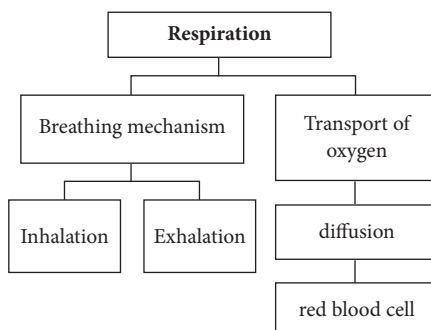 Respiration
Breathing mechanism
Transport of
oxygen
Inhalation
Exhalation
diffusion
red blood cell